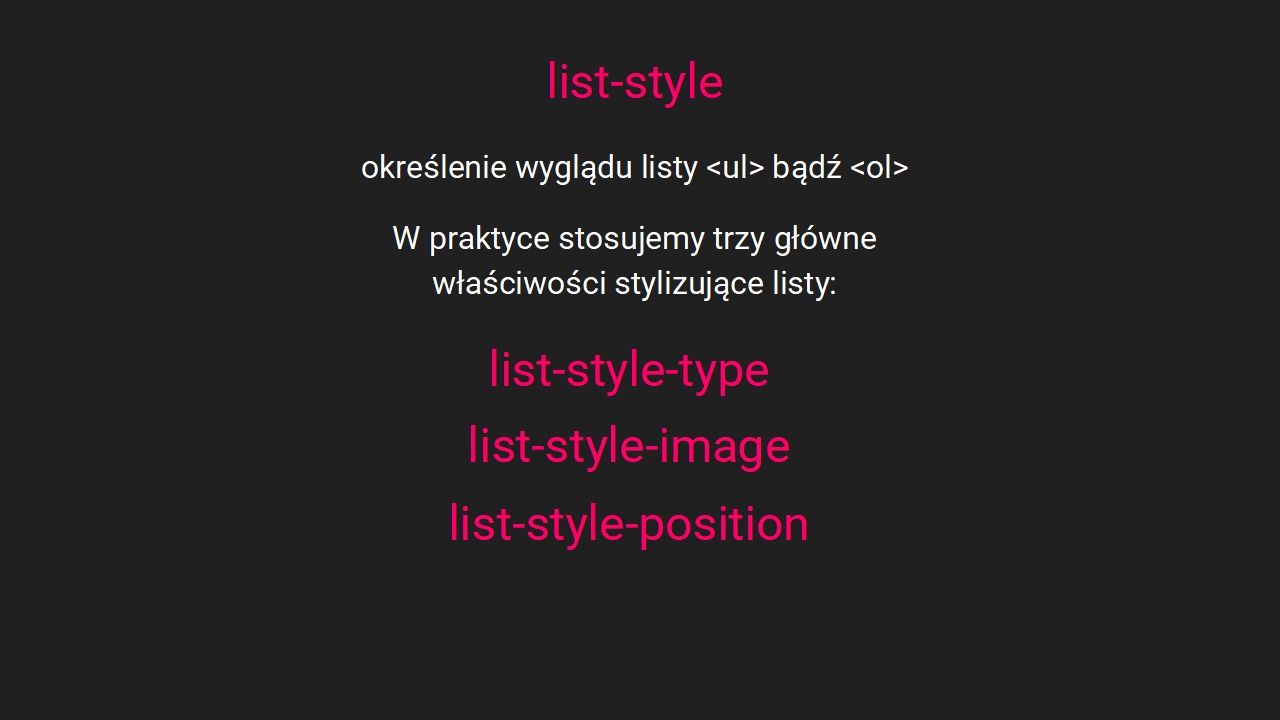 list-style
określenie wyglądu listy <ul> bądź <ol>
W praktyce stosujemy trzy główne
właściwości stylizujące listy:
list-style-type
list-style-image
list-style-position